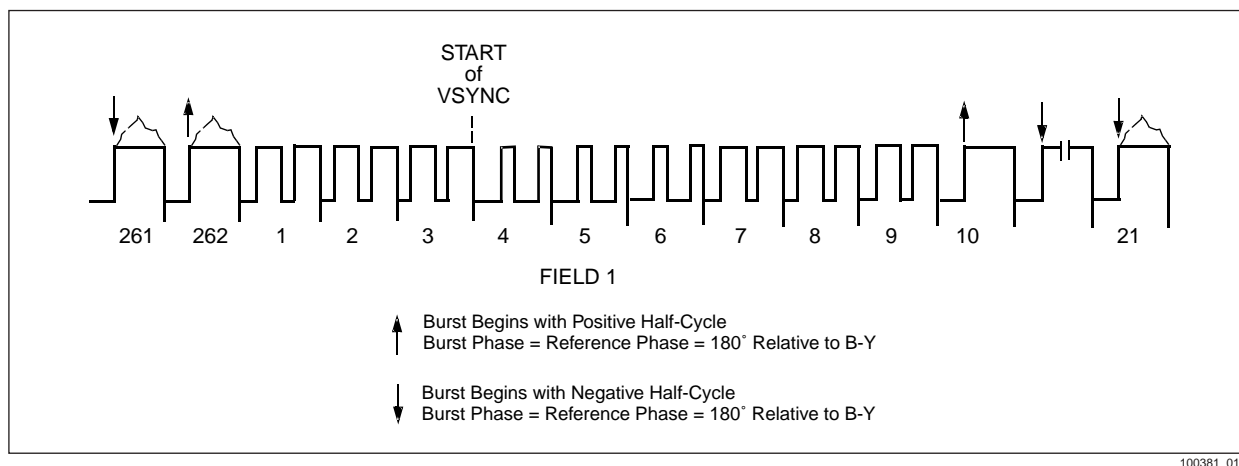 START
of
VSYNC
261 262 1 2 3 4 5 6 7 8 9 10 21
FIELD 1
Burst Begins with Positive Half-Cycle
Burst Phase = Reference Phase = 180° Relative to B-Y
Burst Begins with Negative Half-Cycle
Burst Phase = Reference Phase = 180° Relative to B-Y
100381_01